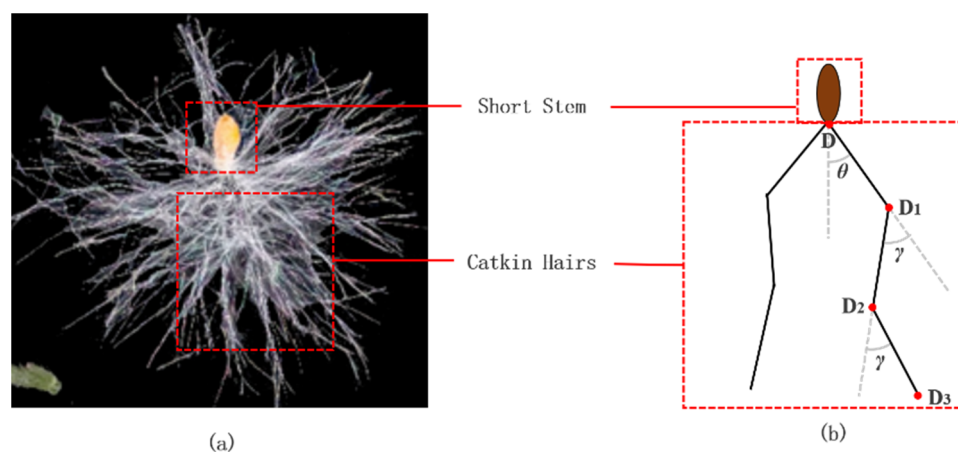 Short Stem
D
θ
D1
γ
Catkin Hairs
D2
γ
D3
(a)
(b)